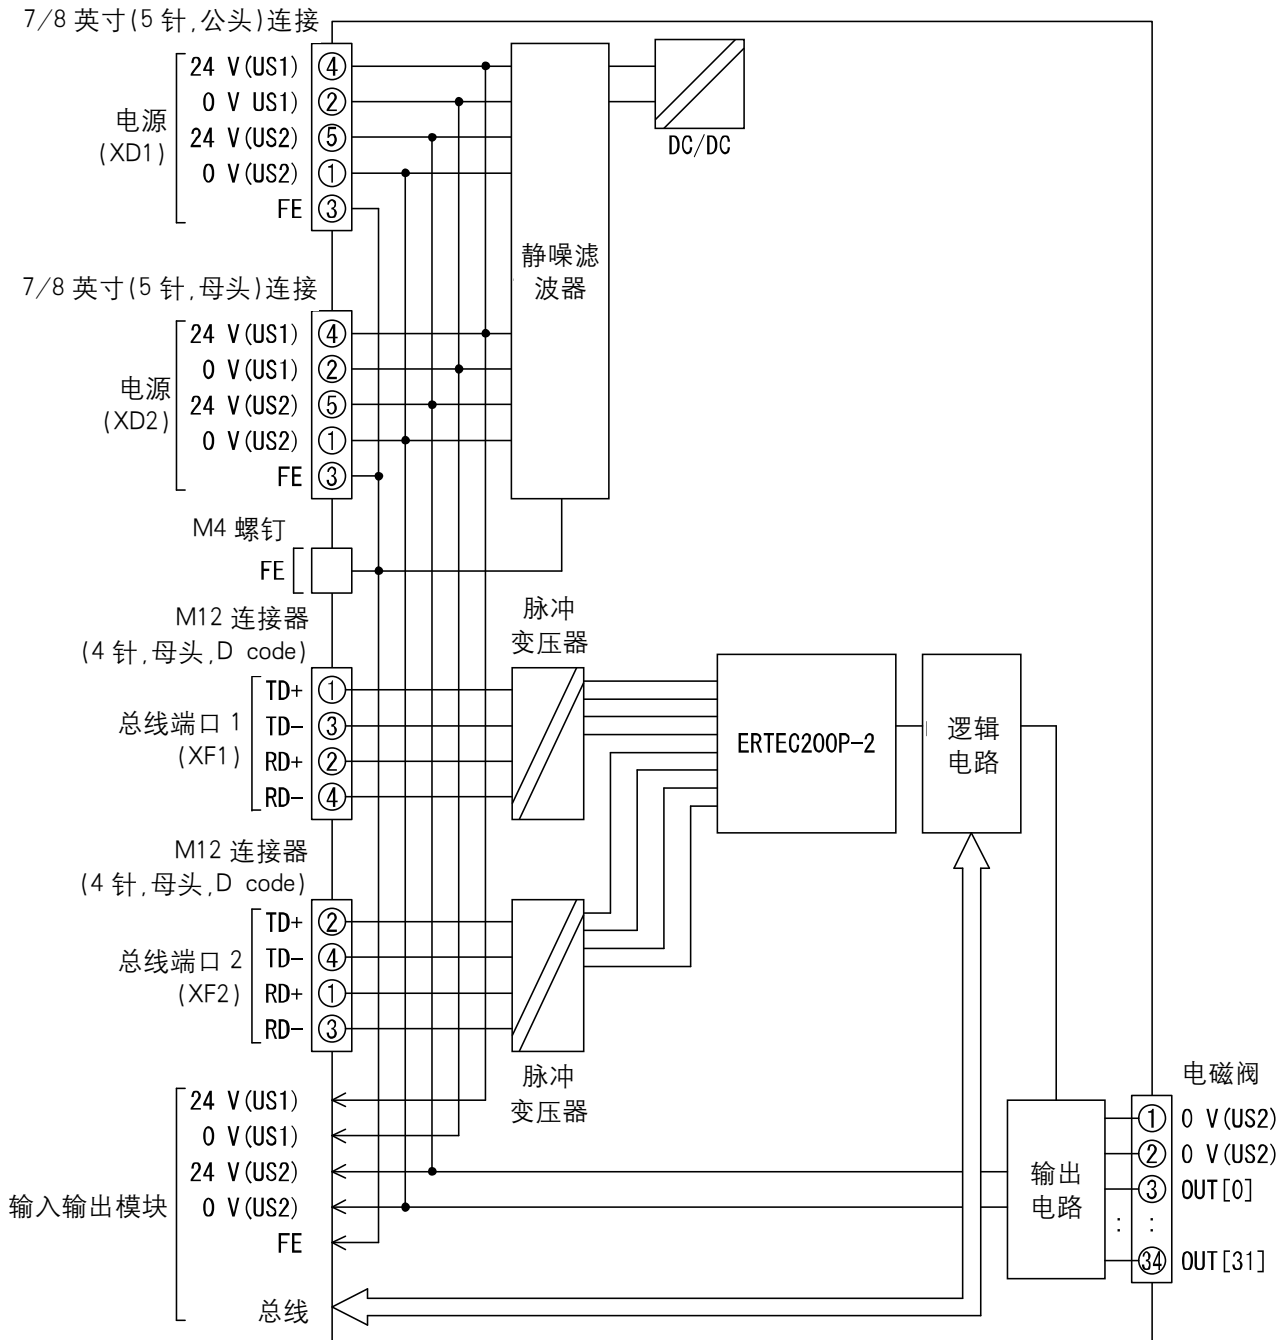 7/8 英寸(5 针,公头)连接
电源
(XD1)
24 V(US1) ④
0 V US1) ②
24 V(US2) ⑤
0 V(US2) ①
FE ③
DC/DC
静噪滤
波器
7/8 英寸(5 针,母头)连接
电源
(XD2)
24 V(US1) ④
0 V(US1) ②
24 V(US2) ⑤
0 V(US2) ①
FE ③
M4 螺钉
FE
M12 连接器
(4 针,母头,D code)
总线端口 1
(XF1)
TD+ ①
TD- ③
RD+ ②
RD- ④
脉冲
变压器
ERTEC200P-2
逻辑
电路
M12 连接器
(4 针,母头,D code)
总线端口 2
(XF2)
TD+ ②
TD- ④
RD+ ①
RD- ③
脉冲
变压器
输入输出模块
24 V(US1)
0 V(US1)
24 V(US2)
0 V(US2)
FE
总线
输出
电路
电磁阀
① 0 V(US2)
② 0 V(US2)
③ OUT[0]
: :
㉞ OUT[31]